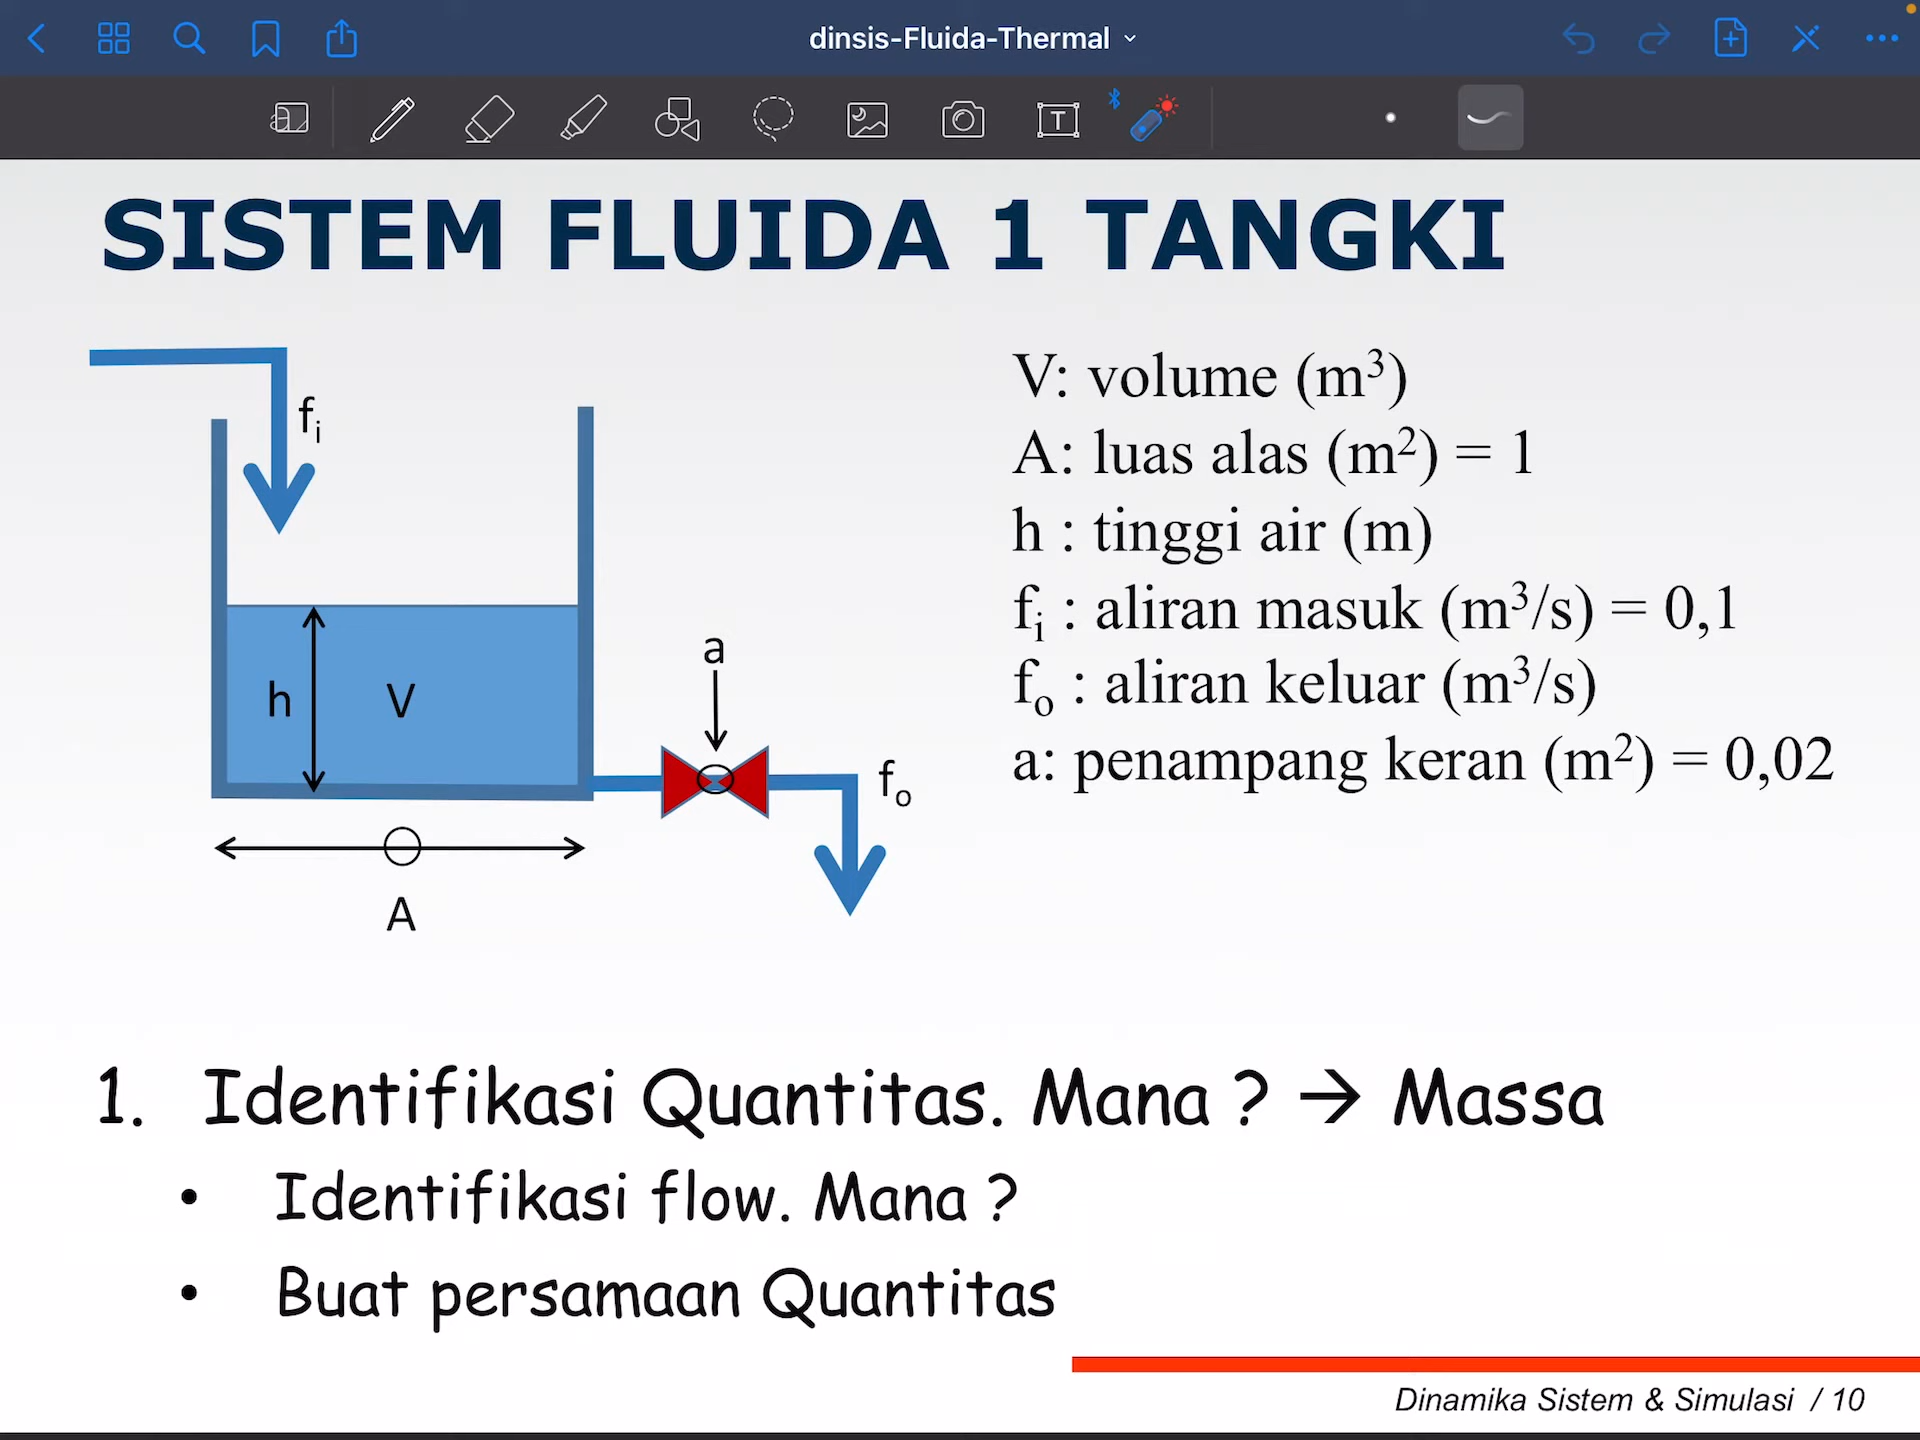 dinsis-Fluida-Thermal
SISTEM FLUIDA 1 TANGKI
fi
h
V
a
fo
A
V: volume (m³)
A: luas alas (m²) = 1
h : tinggi air (m)
fi : aliran masuk (m³/s) = 0,1
fo : aliran keluar (m³/s)
a: penampang keran (m²) = 0,02
1. Identifikasi Quantitas. Mana ? → Massa
• Identifikasi flow. Mana ?
• Buat persamaan Quantitas
Dinamika Sistem & Simulasi / 10